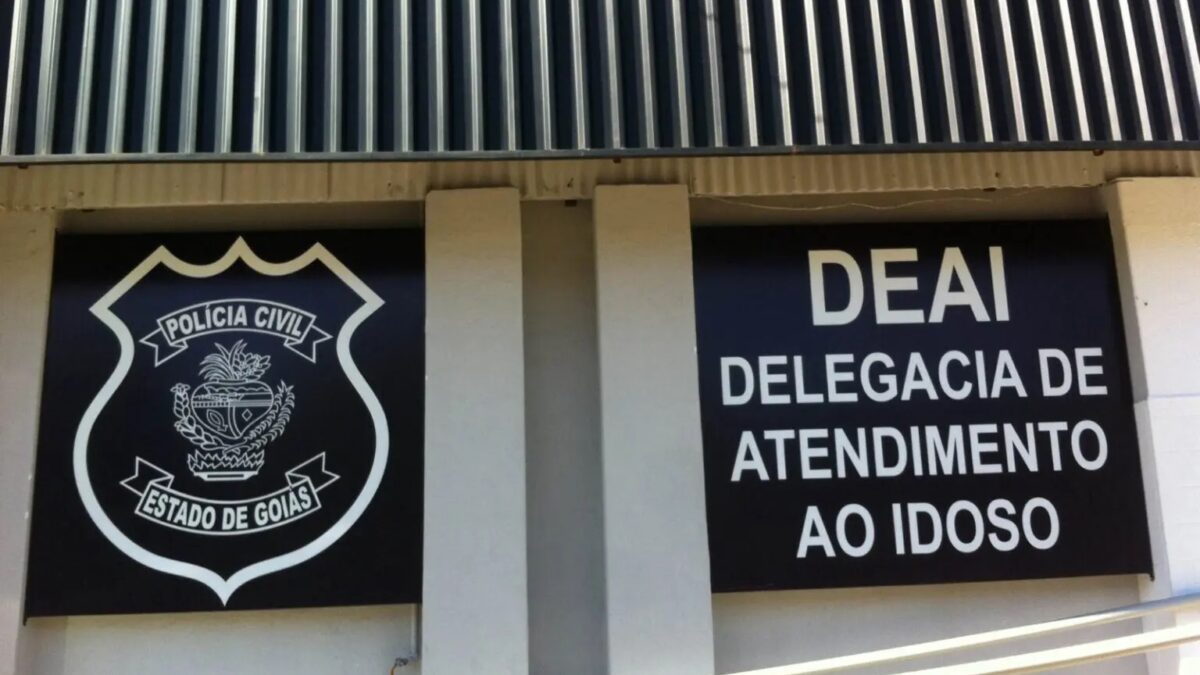 POLÍCIA CIVIL
ESTADO DE GOIÁS
DEAI
DELEGACIA DE
ATENDIMENTO
AO IDOSO